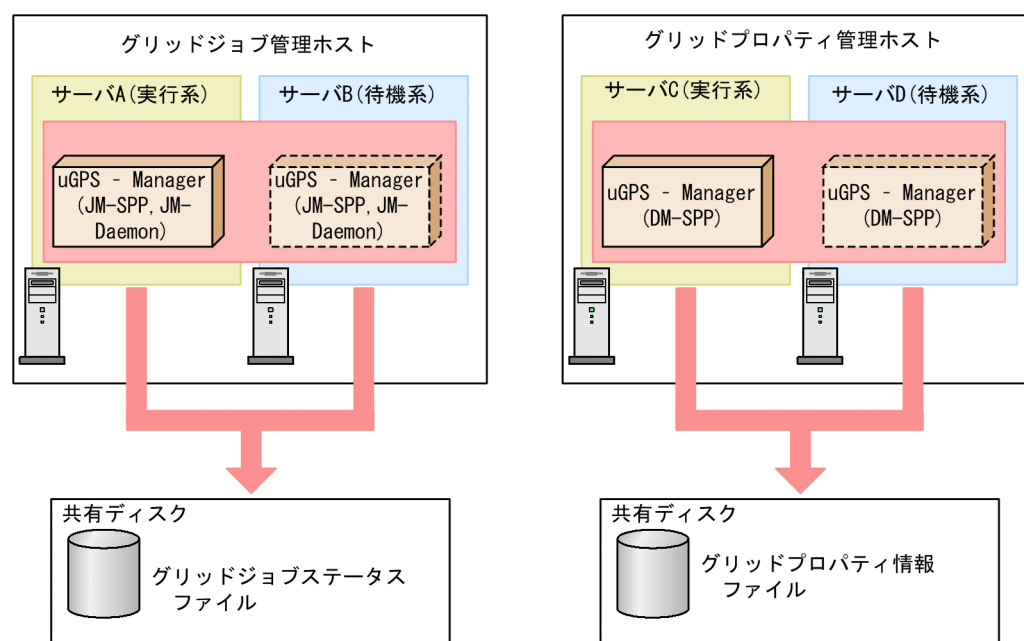 グリッドジョブ管理ホスト
サーバA(実行系)
サーバB(待機系)
uGPS - Manager
(JM-SPP, JM-
Daemon)
uGPS - Manager
(JM-SPP, JM-
Daemon)
共有ディスク
グリッドジョブステータス
ファイル
グリッドプロパティ管理ホスト
サーバC(実行系)
サーバD(待機系)
uGPS - Manager
(DM-SPP)
uGPS - Manager
(DM-SPP)
共有ディスク
グリッドプロパティ情報
ファイル